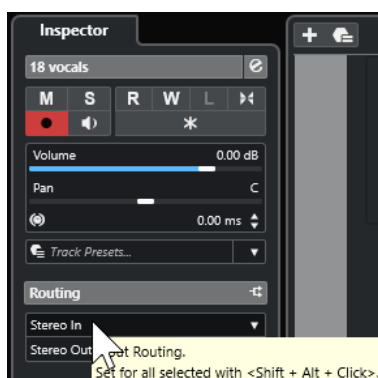 Inspector
18 vocals
M S R W L
Volume 0.00 dB
Pan C
0.00 ms
Track Presets...
Routing
Stereo In
Stereo Out
Routing.
Set for all selected with <Shift + Alt + Click>.